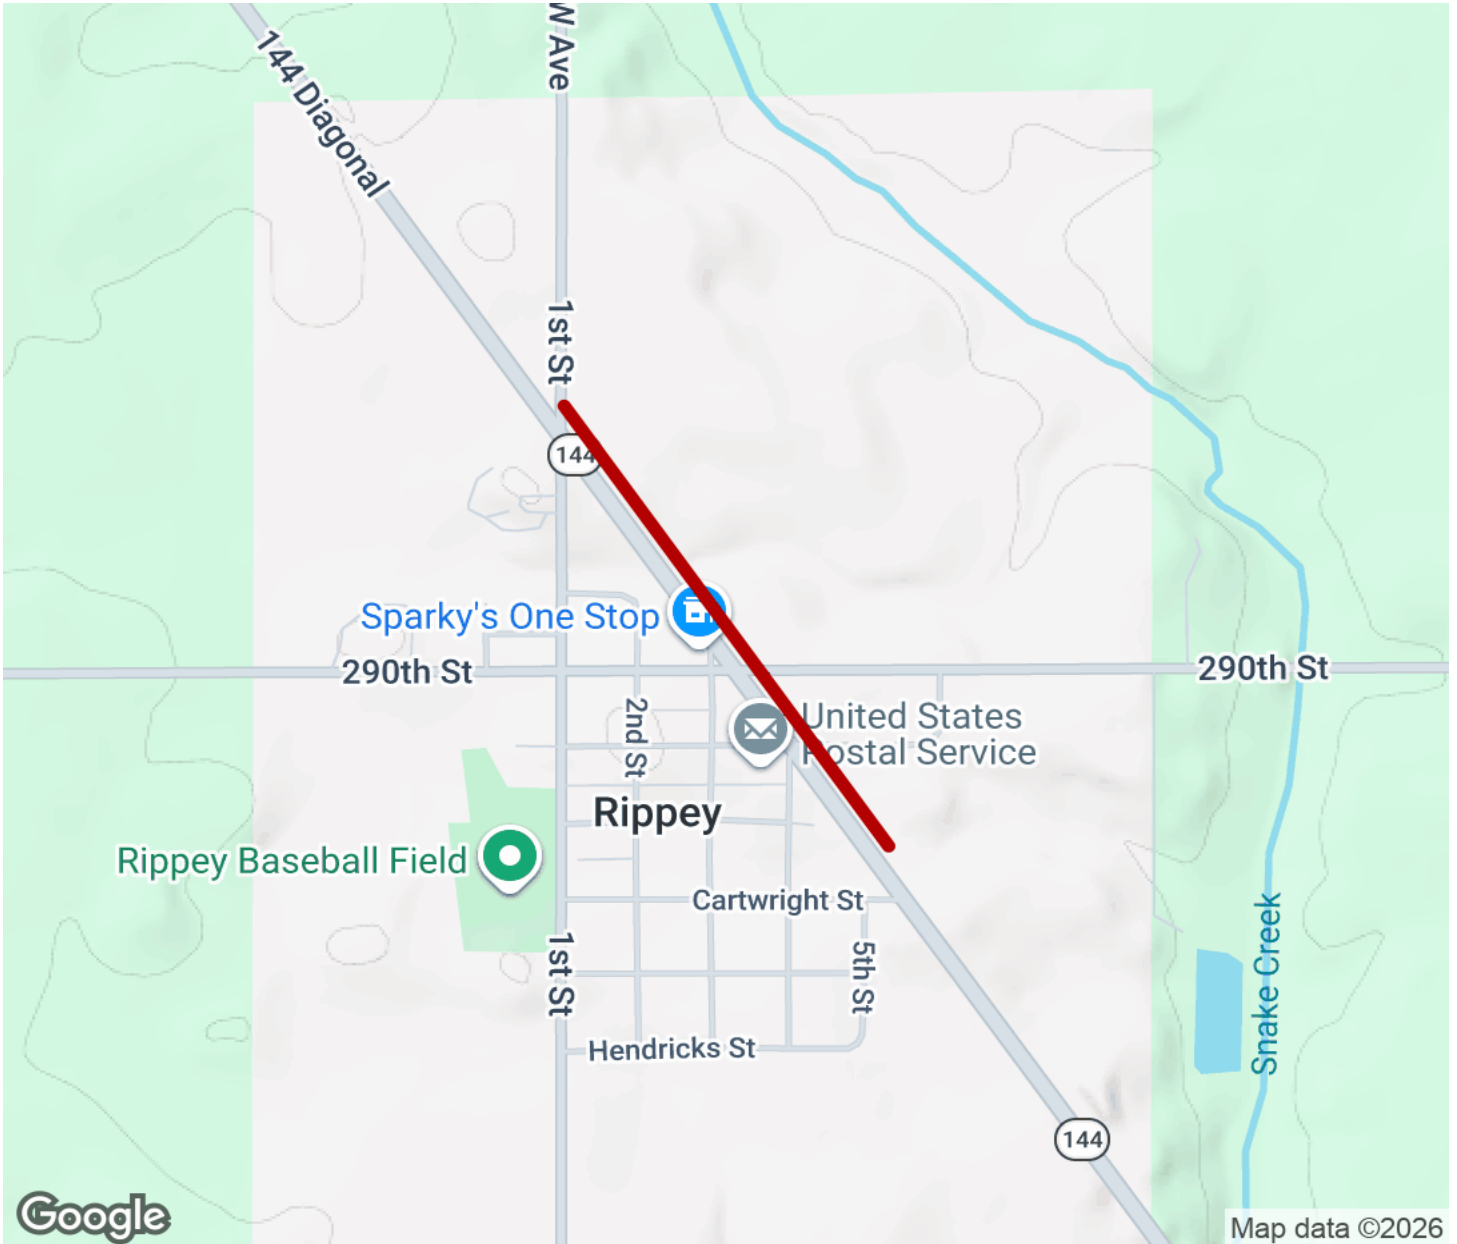 W Ave
144 Diagonal
1st St
144
Sparky's One Stop
290th St
290th St
2nd St
United States
Postal Service
Rippey
Rippey Baseball Field
Cartwright St
1st St
5th St
Snake Creek
Hendricks St
144
Google
Map data ©2026